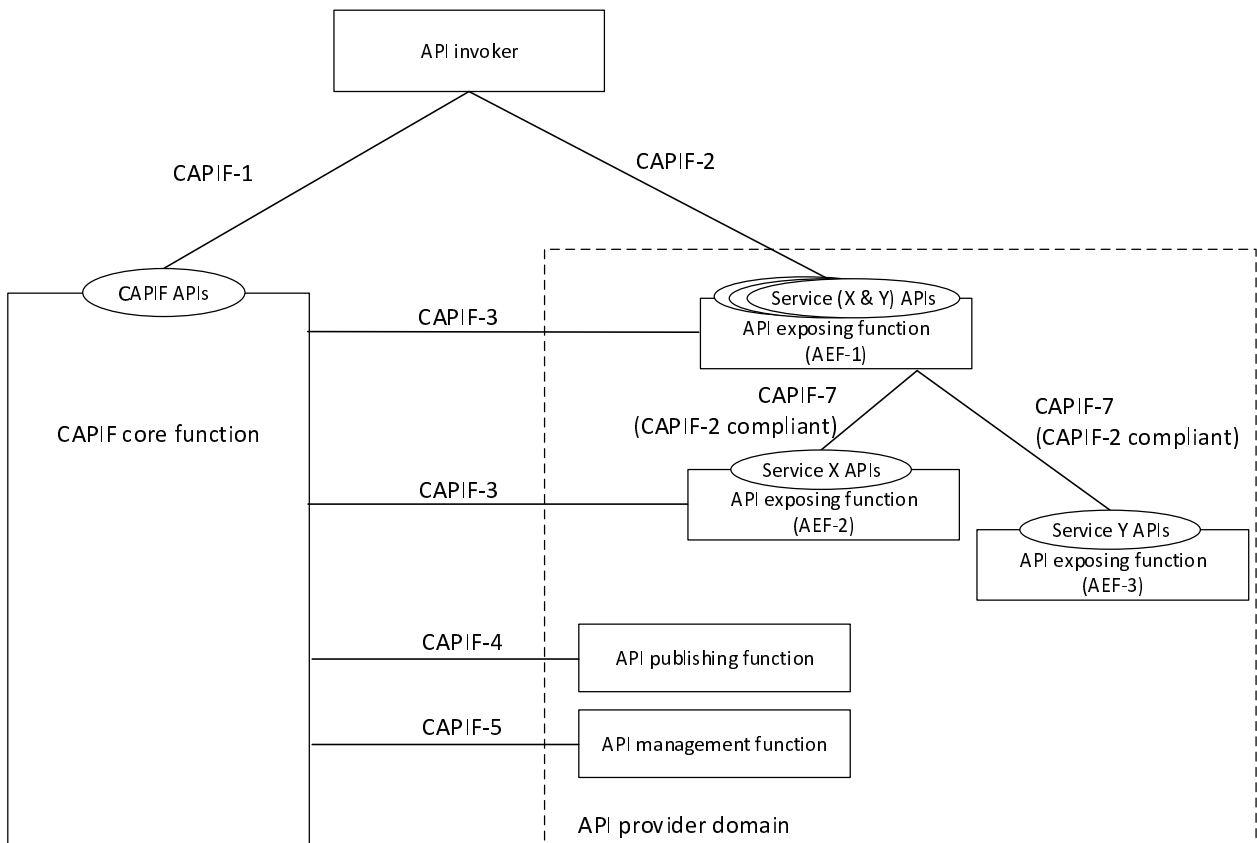 API invoker
CAPIF-1
CAPIF-2
CAPIF APIs
Service (X & Y) APIs
CAPIF-3
API exposing function
(AEF-1)
CAPIF-7
(CAPIF-2 compliant)
CAPIF-7
(CAPIF-2 compliant)
CAPIF core function
Service X APIs
CAPIF-3
API exposing function
(AEF-2)
Service Y APIs
API exposing function
(AEF-3)
CAPIF-4
API publishing function
CAPIF-5
API management function
API provider domain